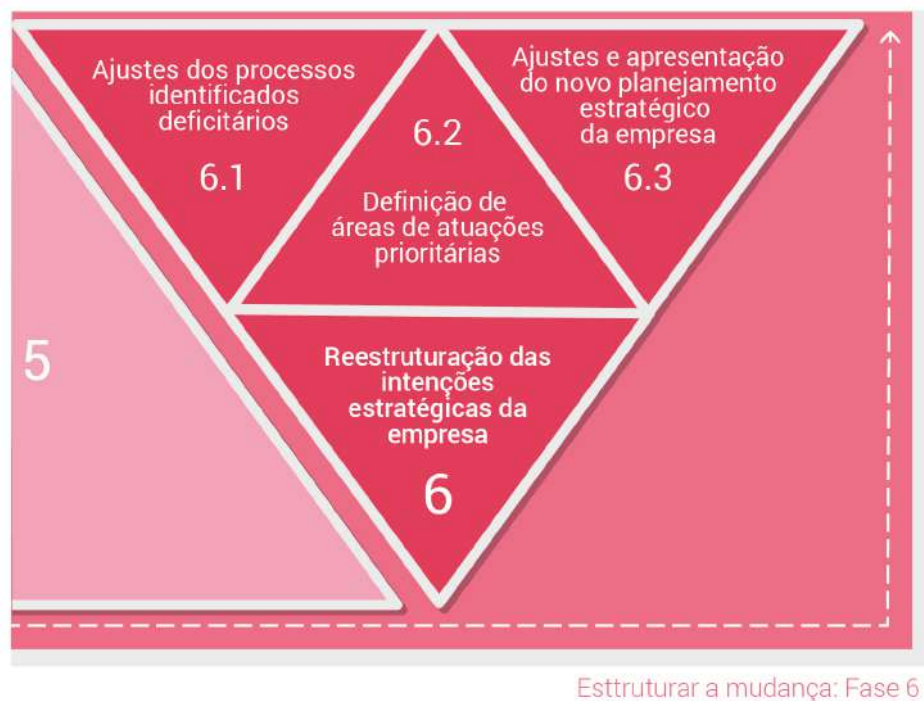 Ajustes dos processos
identificados
deficitários
6.1
6.2
Definição de
áreas de atuações
prioritárias
Ajustes e apresentação
do novo planejamento
estratégico
da empresa
6.3
5
Reestruturação das
intenções
estratégicas da
empresa
6
Esttruturar a mudança: Fase 6